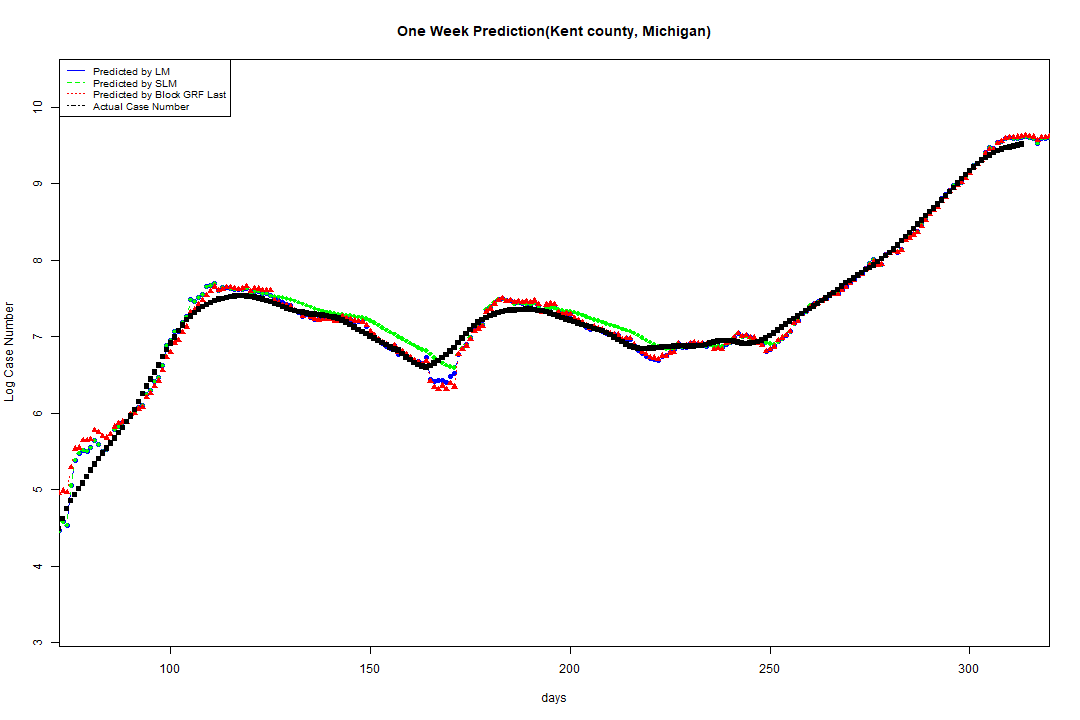 One Week Prediction(Kent county, Michigan)
Predicted by LM
Predicted by SLM
Predicted by Block GRF Last
Actual Case Number
10
9
8
7
6
5
4
3
Log Case Number
100 150 200 250 300
days